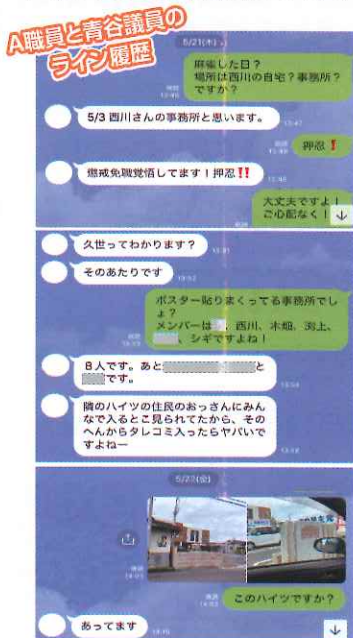 A職員と青谷議員の
ライン履歴
5/21(木)
麻雀した日？
場所は西川の自宅？事務所？
ですか？
5/3 西川さんの事務所と思います。
押忍❗
懲戒免職覚悟してます！押忍‼
大丈夫ですよ！
ご心配なく！
久世ってわかります？
そのあたりです
ポスター貼りまくってる事務所でし
ょ？
メンバーは、西川、木畑、渕上、
、シギですよね！
8人です。あと と
です。
隣のハイツの住民のおっさんにみん
なで入るとこ見られてたから、その
へんからタレコミ入ったらヤバいで
すよねー
5/22(金)
このハイツですか？
あってます